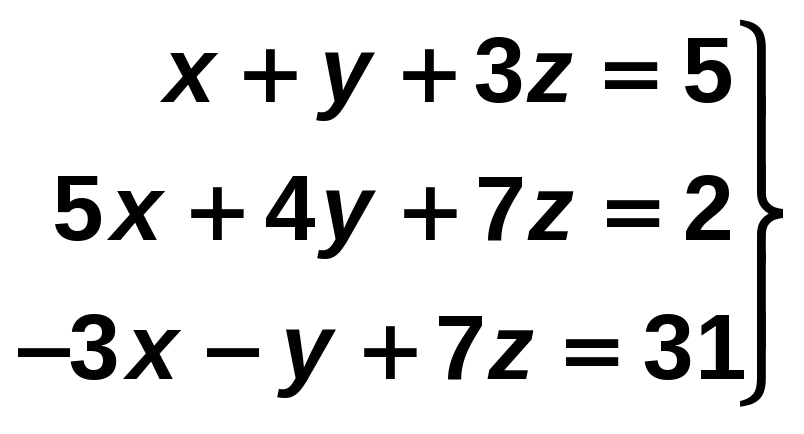 x + y + 3z = 5
5x + 4y + 7z = 2
−3x − y + 7z = 31